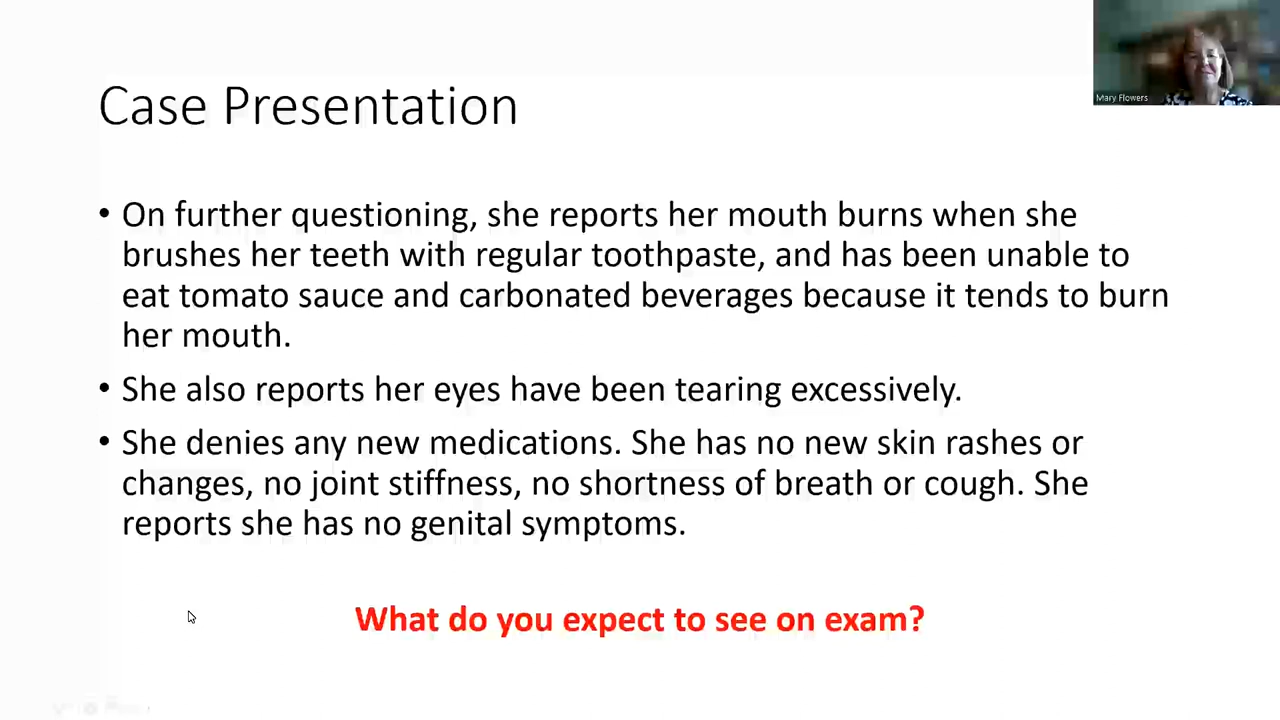 Case Presentation
Mary Flowers
• On further questioning, she reports her mouth burns when she
brushes her teeth with regular toothpaste, and has been unable to
eat tomato sauce and carbonated beverages because it tends to burn
her mouth.
• She also reports her eyes have been tearing excessively.
• She denies any new medications. She has no new skin rashes or
changes, no joint stiffness, no shortness of breath or cough. She
reports she has no genital symptoms.
What do you expect to see on exam?